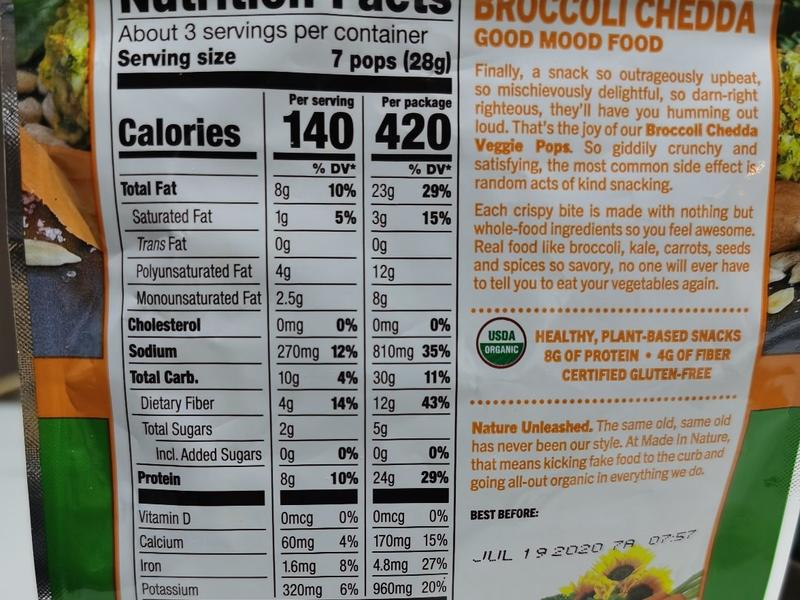 Nutrition Facts
About 3 servings per container
Serving size 7 pops (28g)
Per serving Per package
Calories 140 420
% DV* % DV*
Total Fat 8g 10% 23g 29%
Saturated Fat 1g 5% 3g 15%
Trans Fat 0g 0g
Polyunsaturated Fat 4g 12g
Monounsaturated Fat 2.5g 8g
Cholesterol 0mg 0% 0mg 0%
Sodium 270mg 12% 810mg 35%
Total Carb. 10g 4% 30g 11%
Dietary Fiber 4g 14% 12g 43%
Total Sugars 2g 5g
Incl. Added Sugars 0g 0% 0g 0%
Protein 8g 10% 24g 29%
Vitamin D 0mcg 0% 0mcg 0%
Calcium 60mg 4% 170mg 15%
Iron 1.6mg 8% 4.8mg 27%
Potassium 320mg 6% 960mg 20%
BROCCOLI CHEDDA
GOOD MOOD FOOD
Finally, a snack so outrageously upbeat,
so mischievously delightful, so darn-right
righteous, they'll have you humming out
loud. That's the joy of our Broccoli Chedda
Veggie Pops. So giddily crunchy and
satisfying, the most common side effect is
random acts of kind snacking.
Each crispy bite is made with nothing but
whole-food ingredients so you feel awesome.
Real food like broccoli, kale, carrots, seeds
and spices so savory, no one will ever have
to tell you to eat your vegetables again.
USDA
ORGANIC
HEALTHY, PLANT-BASED SNACKS
8G OF PROTEIN • 4G OF FIBER
CERTIFIED GLUTEN-FREE
Nature Unleashed. The same old, same old
has never been our style. At Made In Nature,
that means kicking fake food to the curb and
going all-out organic in everything we do.
BEST BEFORE:
JUL 19 2020 7A 07:57